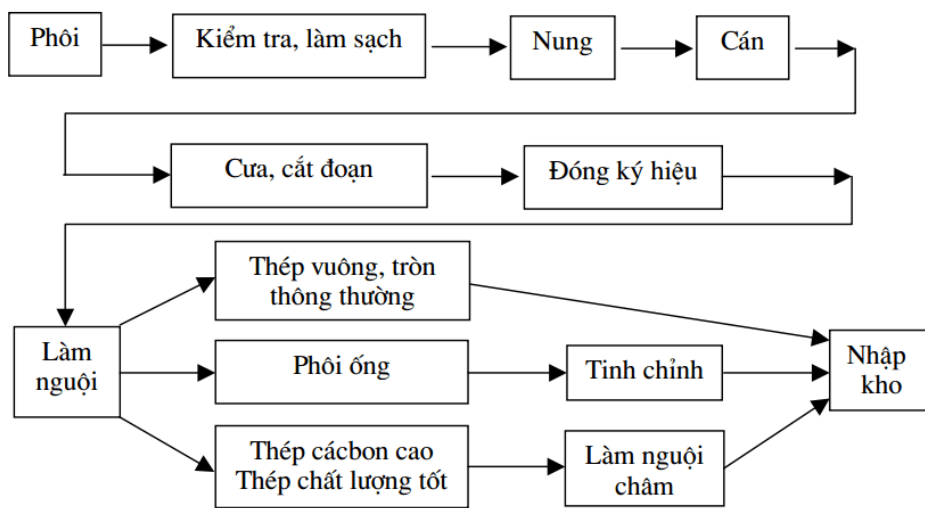 Phôi
Kiểm tra, làm sạch
Nung
Cán
Cưa, cắt đoạn
Đóng ký hiệu
Thép vuông, tròn
thông thường
Làm
nguội
Phôi ống
Tinh chỉnh
Nhập
kho
Thép cácbon cao
Thép chất lượng tốt
Làm nguội
châm